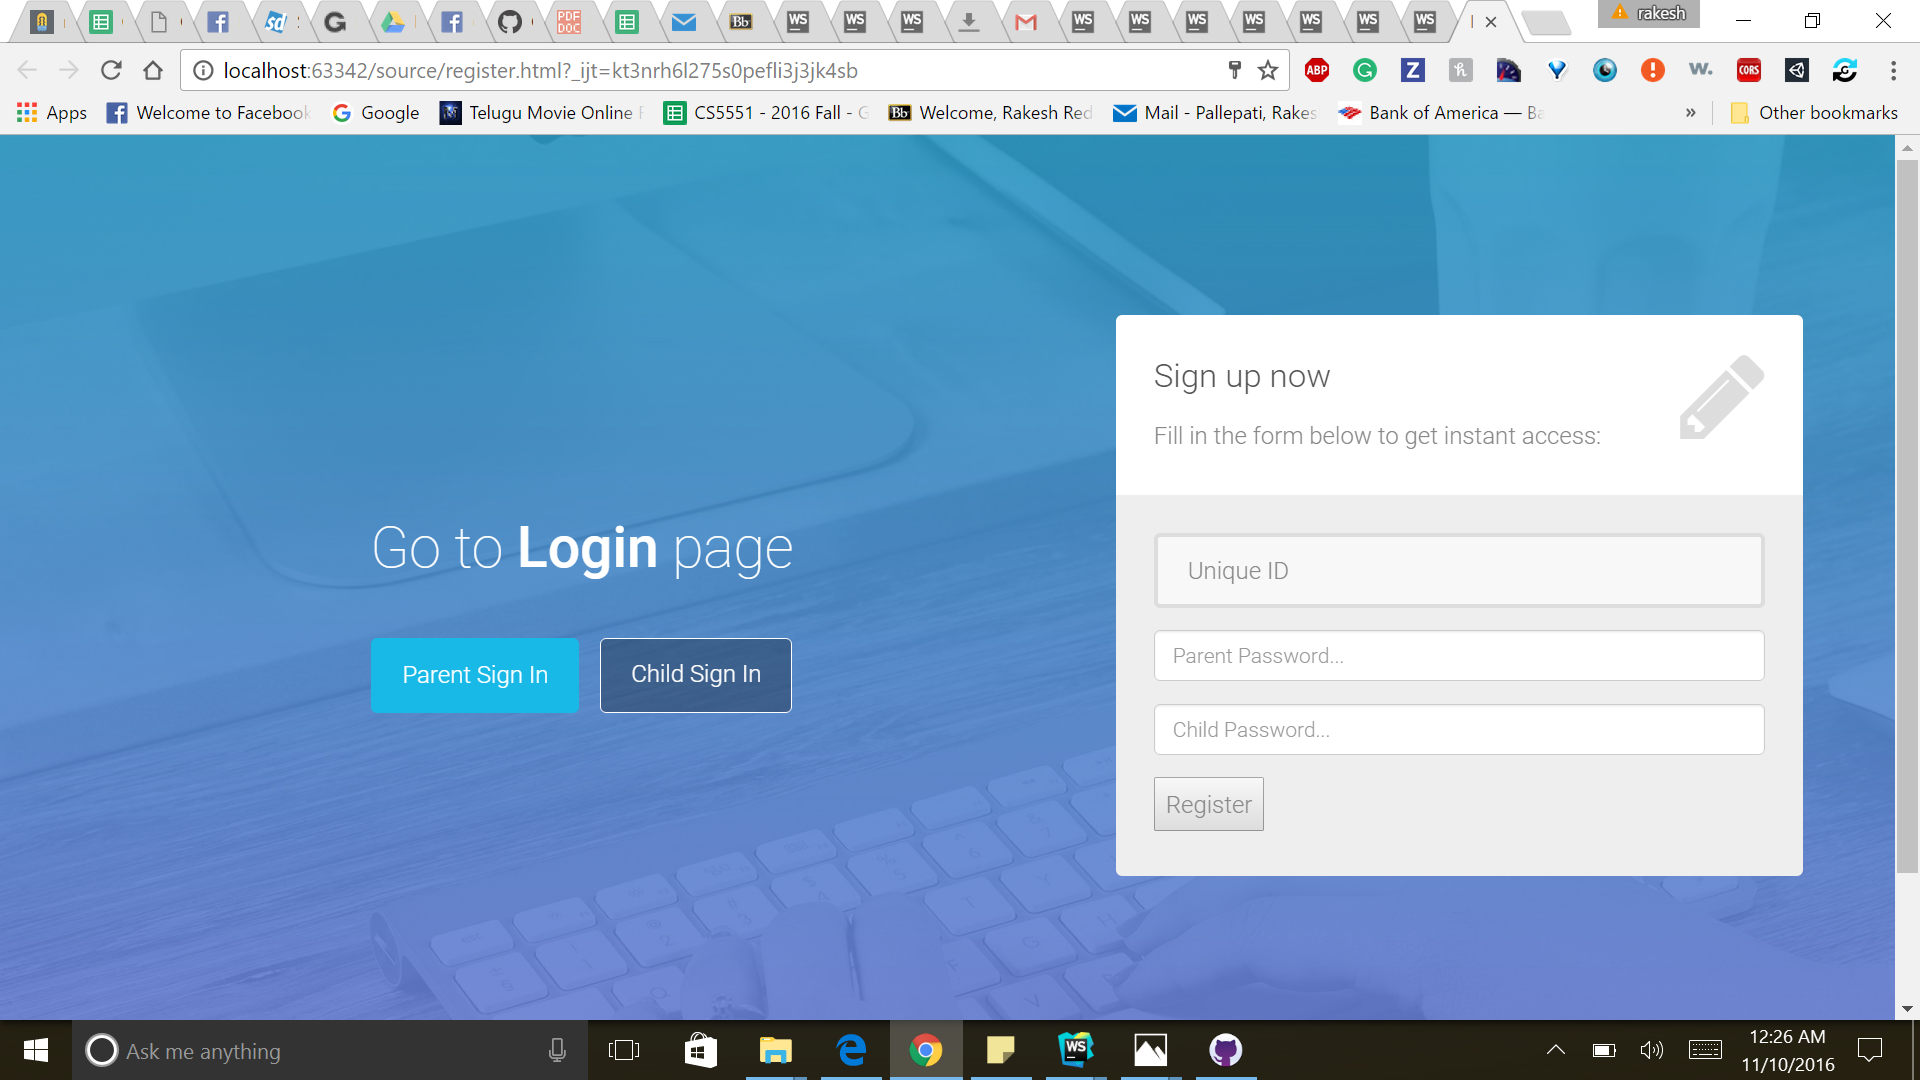 rakesh
localhost:63342/source/register.html?_ijt=kt3nrh6l275s0pefli3j3jk4sb
Apps
Welcome to Facebook
Google
Telugu Movie Online F
CS5551 - 2016 Fall - G
Welcome, Rakesh Red
Mail - Pallepati, Rakes
Bank of America — Ba
»
Other bookmarks
Sign up now
Fill in the form below to get instant access:
Go to Login page
Parent Sign In
Child Sign In
Unique ID
Parent Password...
Child Password...
Register
Ask me anything
12:26 AM
11/10/2016